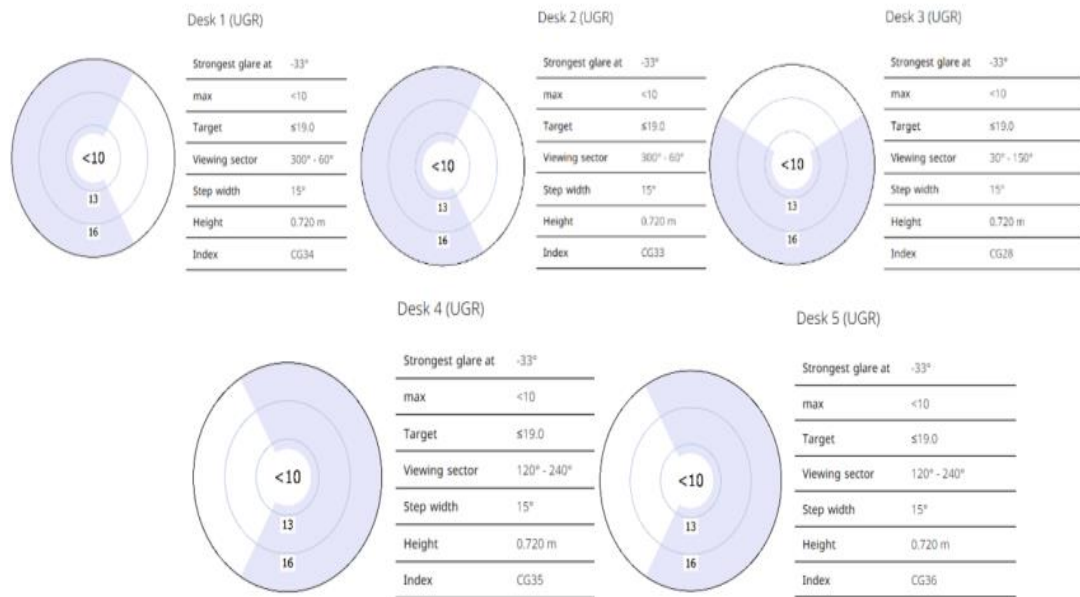 Desk 1 (UGR)
Strongest glare at -33°
max <10
Target ≤19.0
Viewing sector 300° - 60°
Step width 15°
Height 0.720 m
Index CG34
<10
13
16
Desk 2 (UGR)
Strongest glare at -33°
max <10
Target ≤19.0
Viewing sector 300° - 60°
Step width 15°
Height 0.720 m
Index CG33
<10
13
16
Desk 3 (UGR)
Strongest glare at -33°
max <10
Target ≤19.0
Viewing sector 30° - 150°
Step width 15°
Height 0.720 m
Index CG28
<10
13
16
Desk 4 (UGR)
Strongest glare at -33°
max <10
Target ≤19.0
Viewing sector 120° - 240°
Step width 15°
Height 0.720 m
Index CG35
<10
13
16
Desk 5 (UGR)
Strongest glare at -33°
max <10
Target ≤19.0
Viewing sector 120° - 240°
Step width 15°
Height 0.720 m
Index CG36
<10
13
16